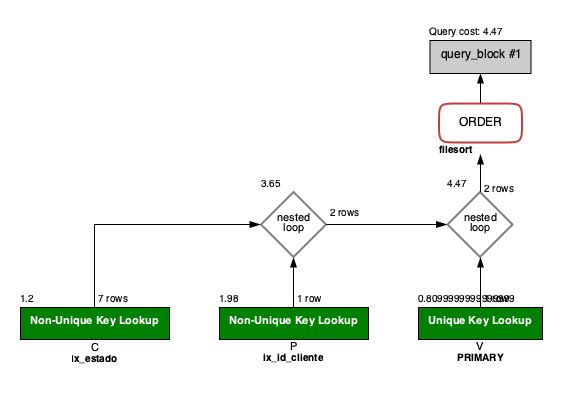 Query cost: 4.47
query_block #1
ORDER
filesort
3.65
4.47
2 rows
nested
loop
2 rows
nested
loop
1.2
7 rows
1.98
1 row
1 row
Non-Unique Key Lookup
Non-Unique Key Lookup
Unique Key Lookup
C
P
V
ix_estado
ix_id_cliente
PRIMARY